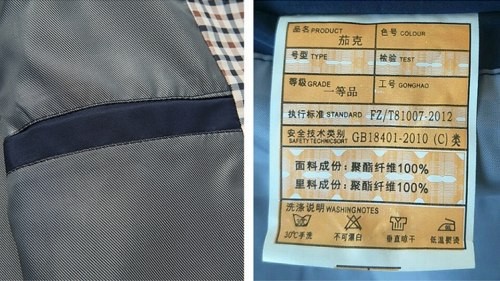 品名 PRODUCT 茄克 色号 COLOUR
号型 TYPE 检验 TEST
等级 GRADE 一等品 工号 GONGHAO
执行标准 STANDARD FZ/T81007-2012
安全技术类别 SAFETYTECHNICSORT GB18401-2010 (C) 类
面料成份: 聚酯纤维100%
里料成份: 聚酯纤维100%
洗涤说明 WASHINGNOTES
30℃手洗 不可漂白 垂直晾干 低温熨烫